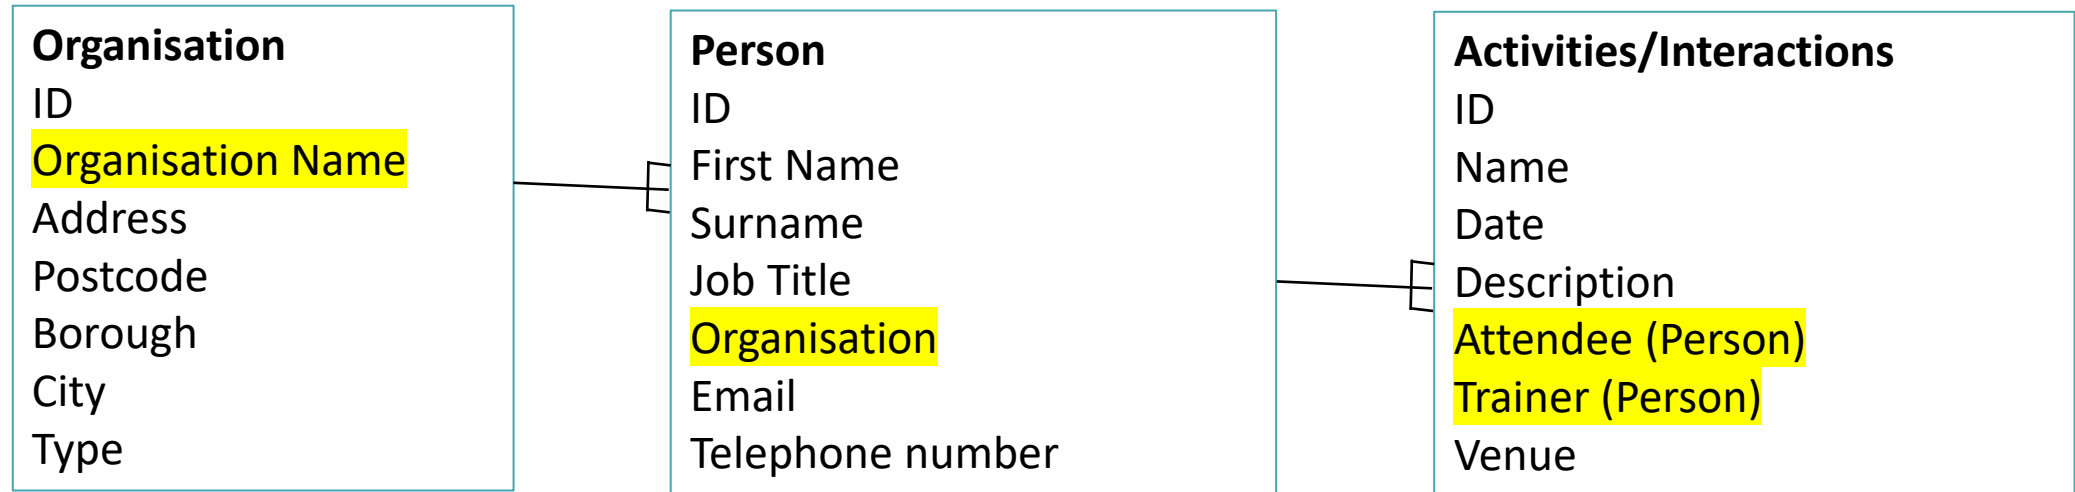 Organisation
ID
Organisation Name
Address
Postcode
Borough
City
Type
Person
ID
First Name
Surname
Job Title
Organisation
Email
Telephone number
Activities/Interactions
ID
Name
Date
Description
Attendee (Person)
Trainer (Person)
Venue